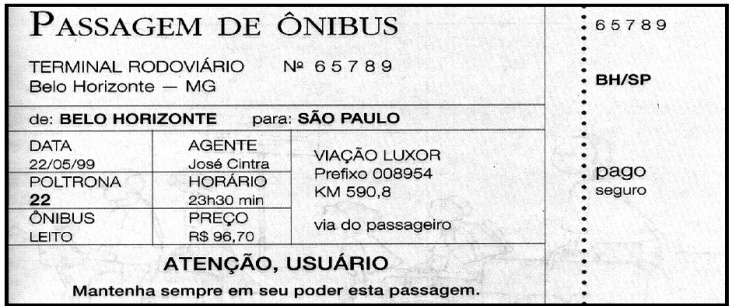 PASSAGEM DE ÔNIBUS
TERMINAL RODOVIÁRIO Nº 65789
Belo Horizonte — MG
de: BELO HORIZONTE para: SÃO PAULO
DATA
22/05/99
AGENTE
José Cintra
POLTRONA
22
HORÁRIO
23h30 min
ÔNIBUS
LEITO
PREÇO
R$ 96,70
VIAÇÃO LUXOR
Prefixo 008954
KM 590,8
via do passageiro
ATENÇÃO, USUÁRIO
Mantenha sempre em seu poder esta passagem.
65789
BH/SP
pago
seguro